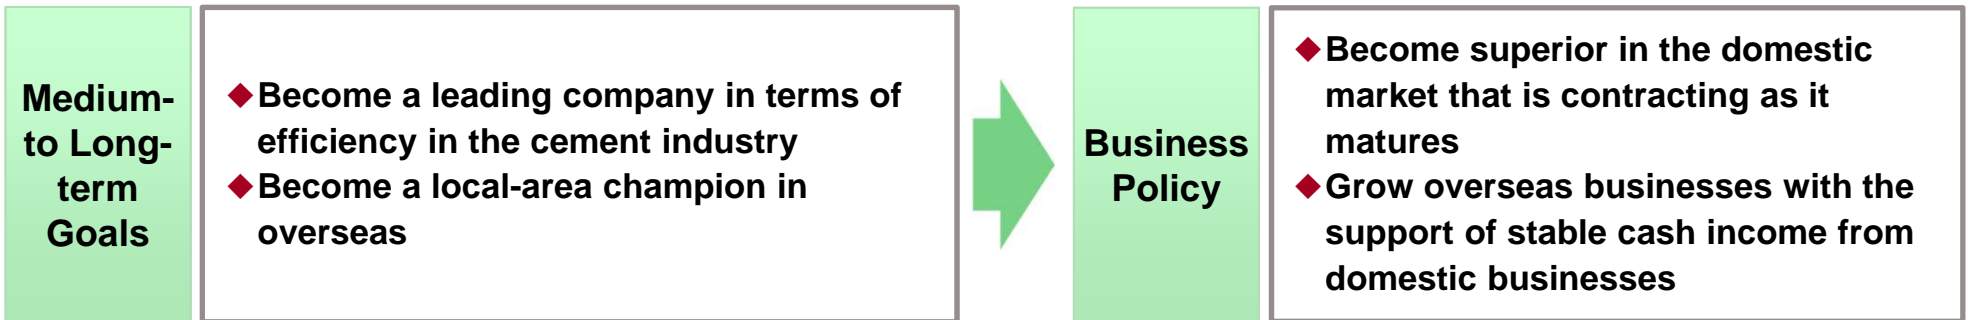 Medium-
to Long-
term
Goals
◆Become a leading company in terms of
efficiency in the cement industry
◆Become a local-area champion in
overseas
Business
Policy
◆Become superior in the domestic
market that is contracting as it
matures
◆Grow overseas businesses with the
support of stable cash income from
domestic businesses